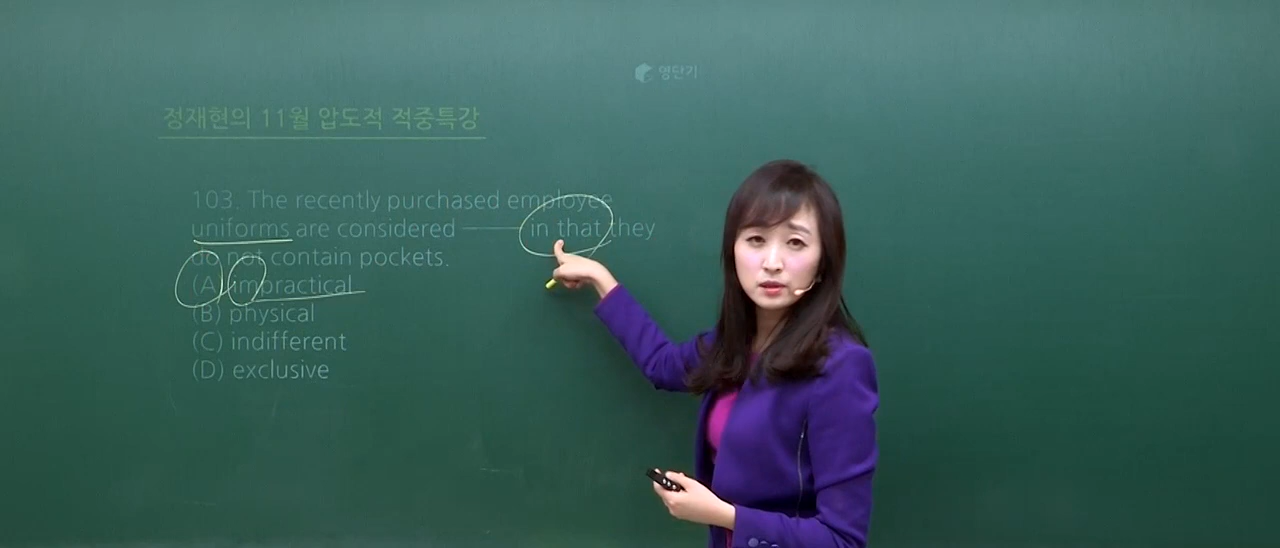 영단기
정재현의 11월 압도적 적중특강
103. The recently purchased employee
uniforms are considered ——— in that they
do not contain pockets.
(A) impractical
(B) physical
(C) indifferent
(D) exclusive